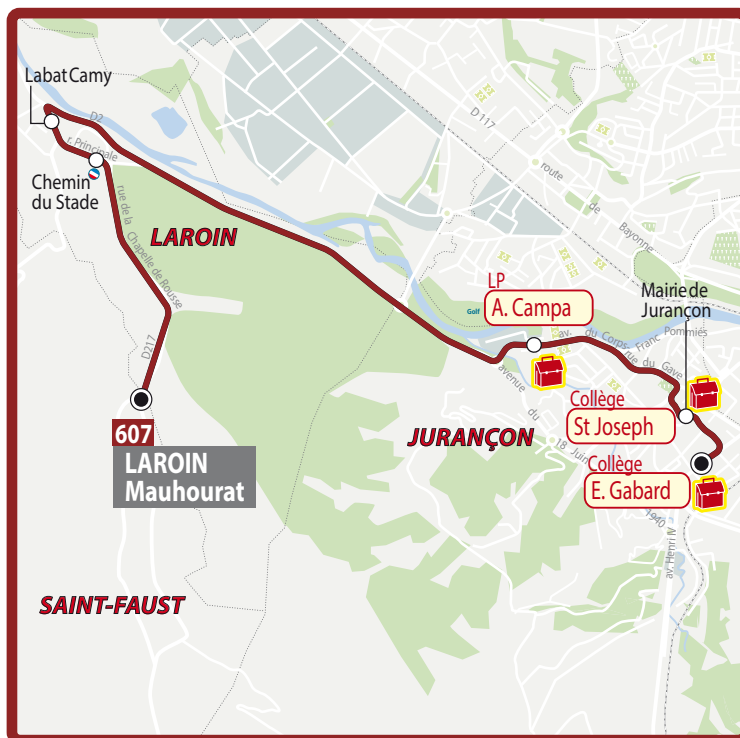 Labat Camy
D2
r. Principale
Chemin
du Stade
rue de la Chapelle de Rousse
LAROIN
D217
607
LAROIN
Mauhourat
SAINT-FAUST
D117
route de Bayonne
LP
A. Campa
Golf
Mairie de
Jurançon
av. du Corps Franc Pommiès
rue du Gave
avenue du 18 Juin 1940
JURANÇON
Collège
St Joseph
Collège
E. Gabard
av. Henri IV